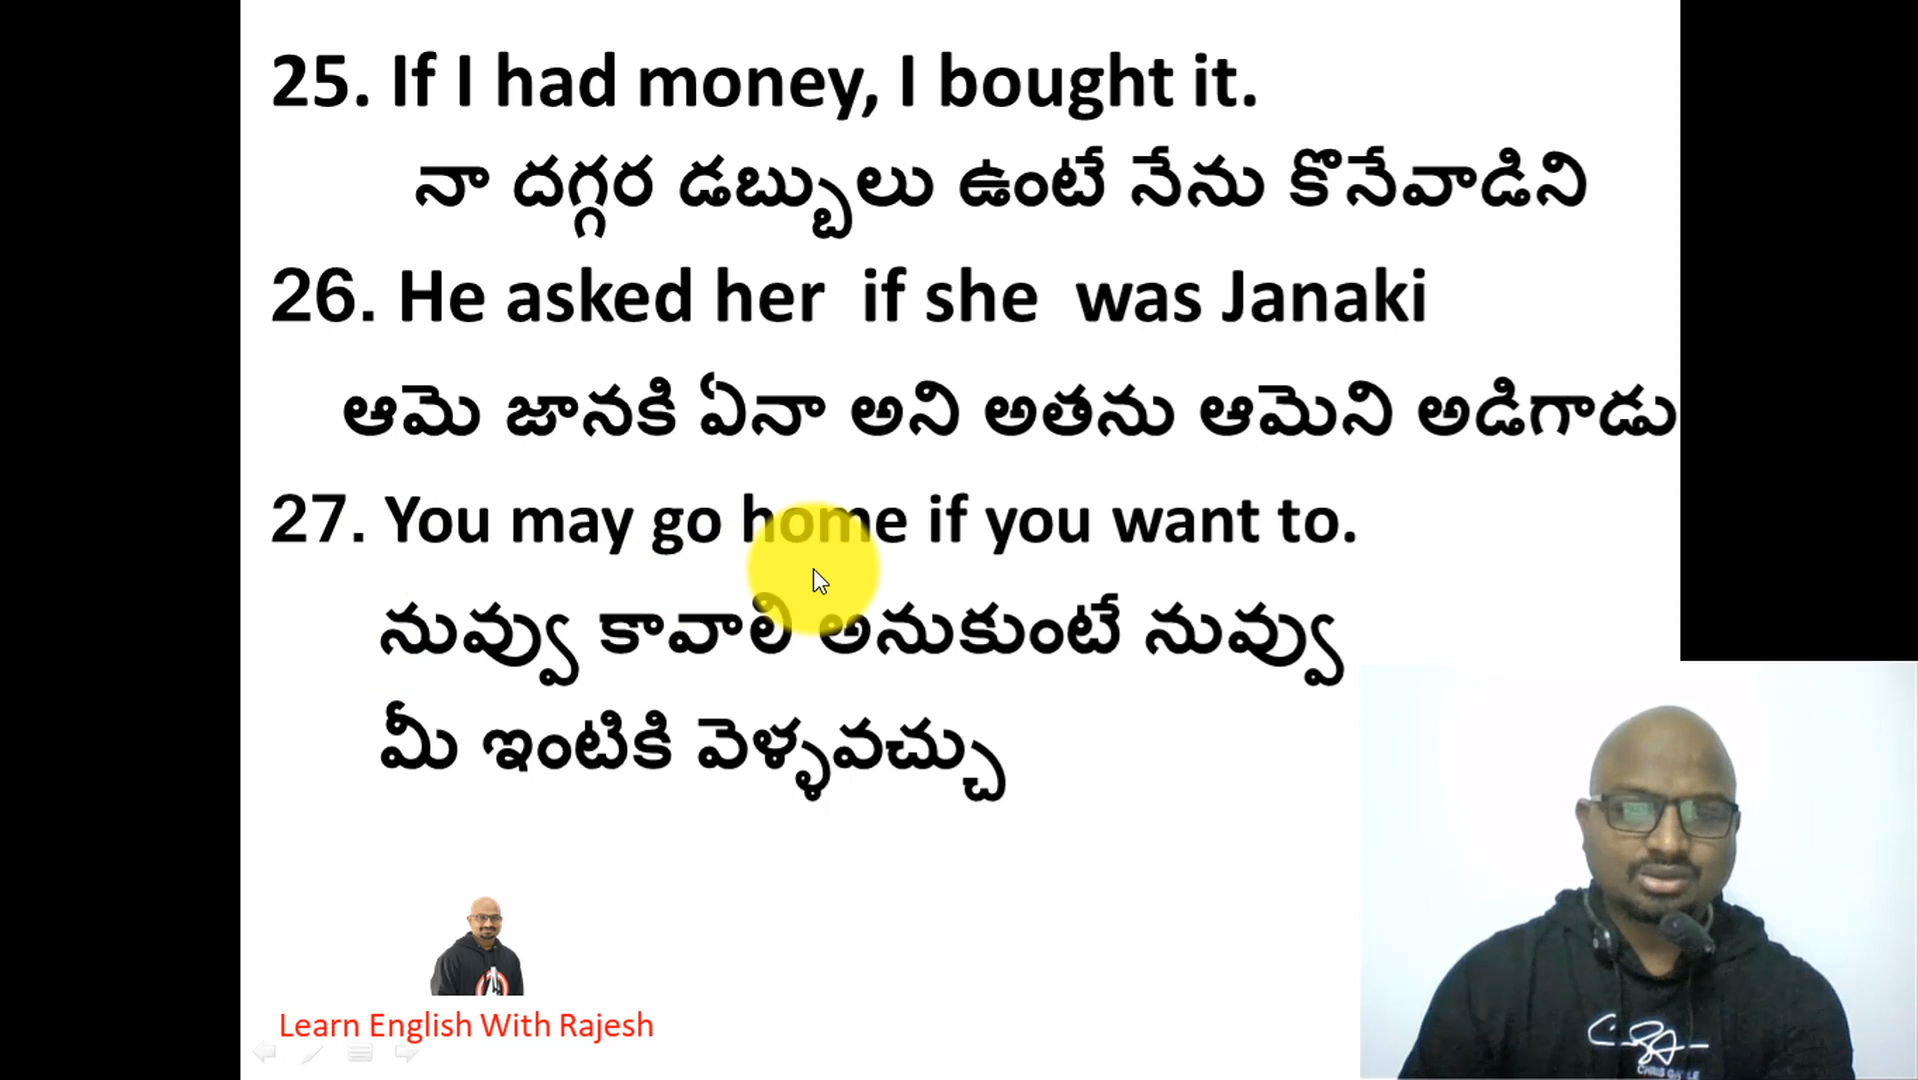 25. If I had money, I bought it.
నా దగ్గర డబ్బులు ఉంటే నేను కొనేవాడిని
26. He asked her if she was Janaki
ఆమె జానకి ఏనా అని అతను ఆమెని అడిగాడు
27. You may go home if you want to.
నువ్వు కావాలి అనుకుంటే నువ్వు
మీ ఇంటికి వెళ్ళవచ్చు
Learn English With Rajesh